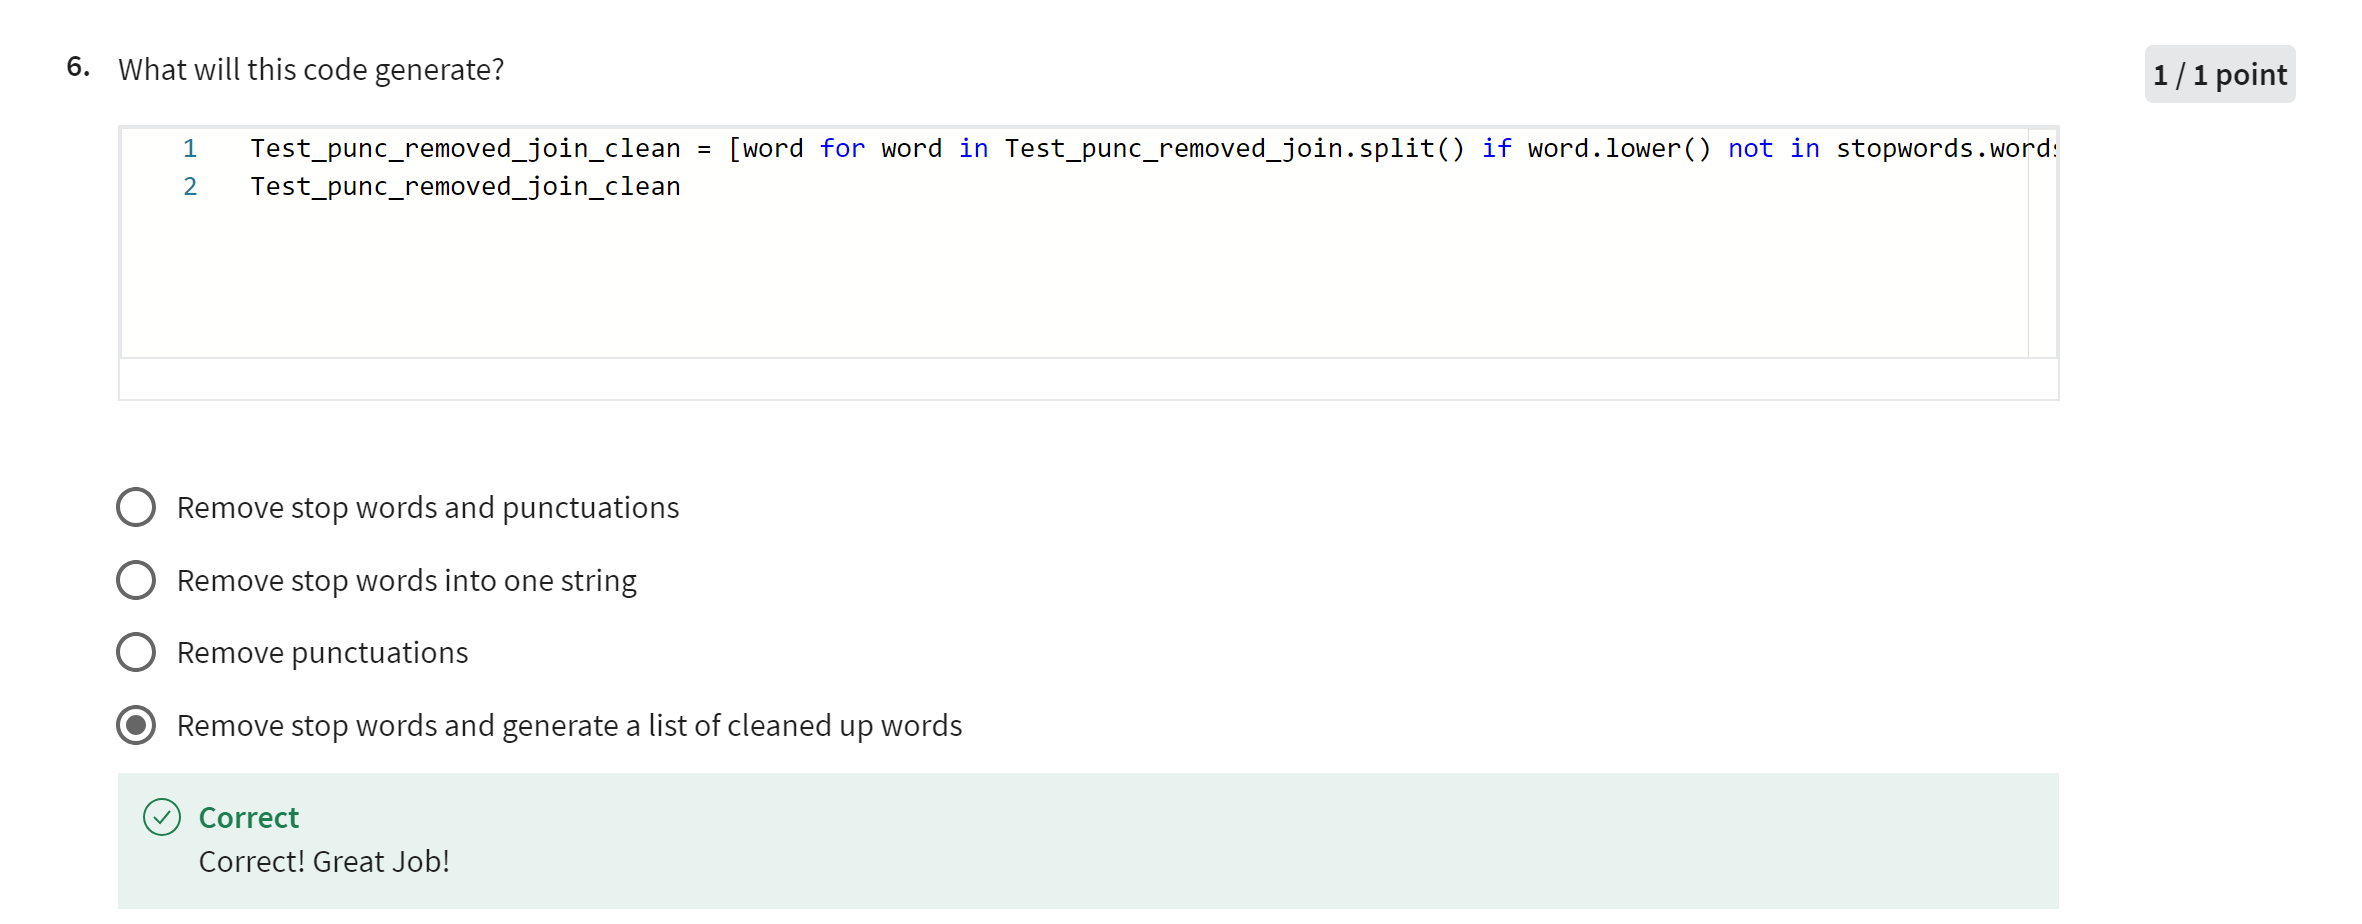 6. What will this code generate?
1 / 1 point
1 Test_punc_removed_join_clean = [word for word in Test_punc_removed_join.split() if word.lower() not in stopwords.words
2 Test_punc_removed_join_clean
Remove stop words and punctuations
Remove stop words into one string
Remove punctuations
Remove stop words and generate a list of cleaned up words
Correct
Correct! Great Job!